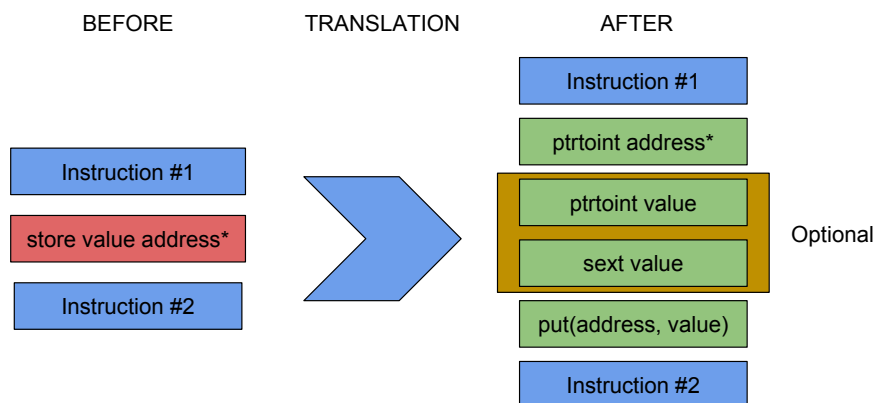 BEFORE
TRANSLATION
AFTER
Instruction #1
store value address*
Instruction #2
Instruction #1
ptrtoint address*
ptrtoint value
sext value
Optional
put(address, value)
Instruction #2